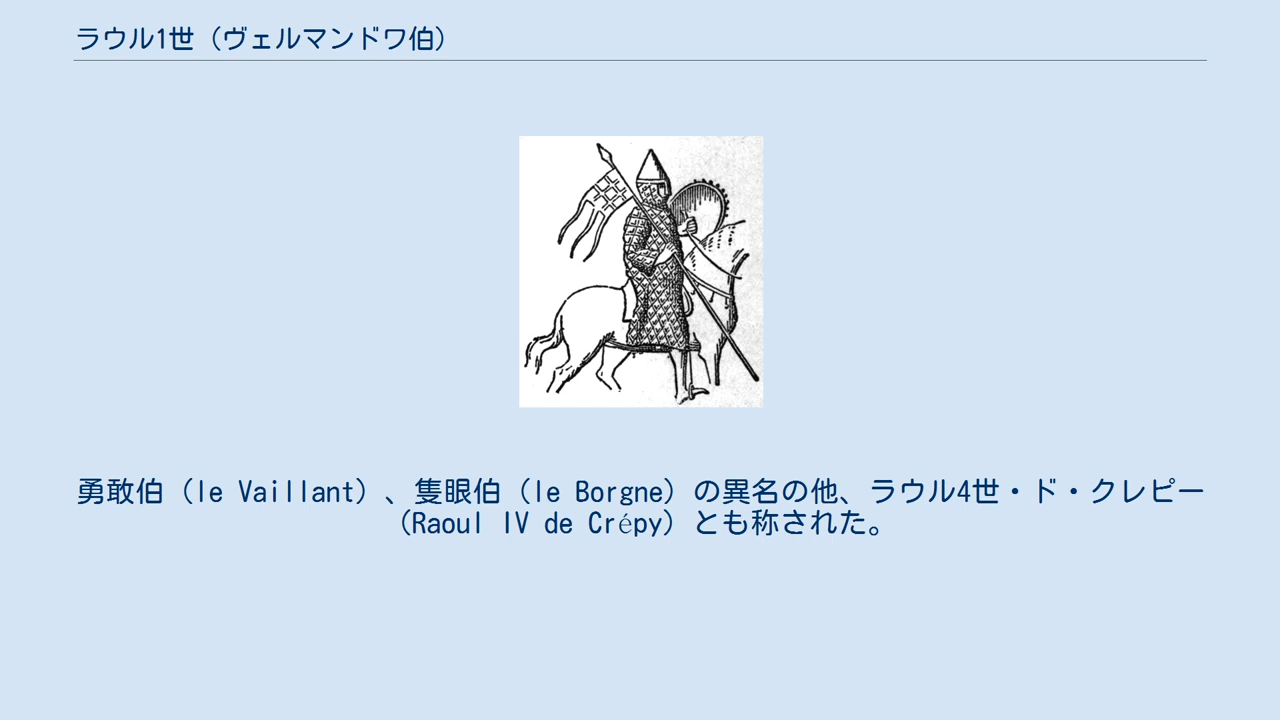 ラウル1世（ヴェルマンドワ伯）
勇敢伯（le Vaillant）、隻眼伯（le Borgne）の異名の他、ラウル4世・ド・クレピー
（Raoul IV de Crépy）とも称された。